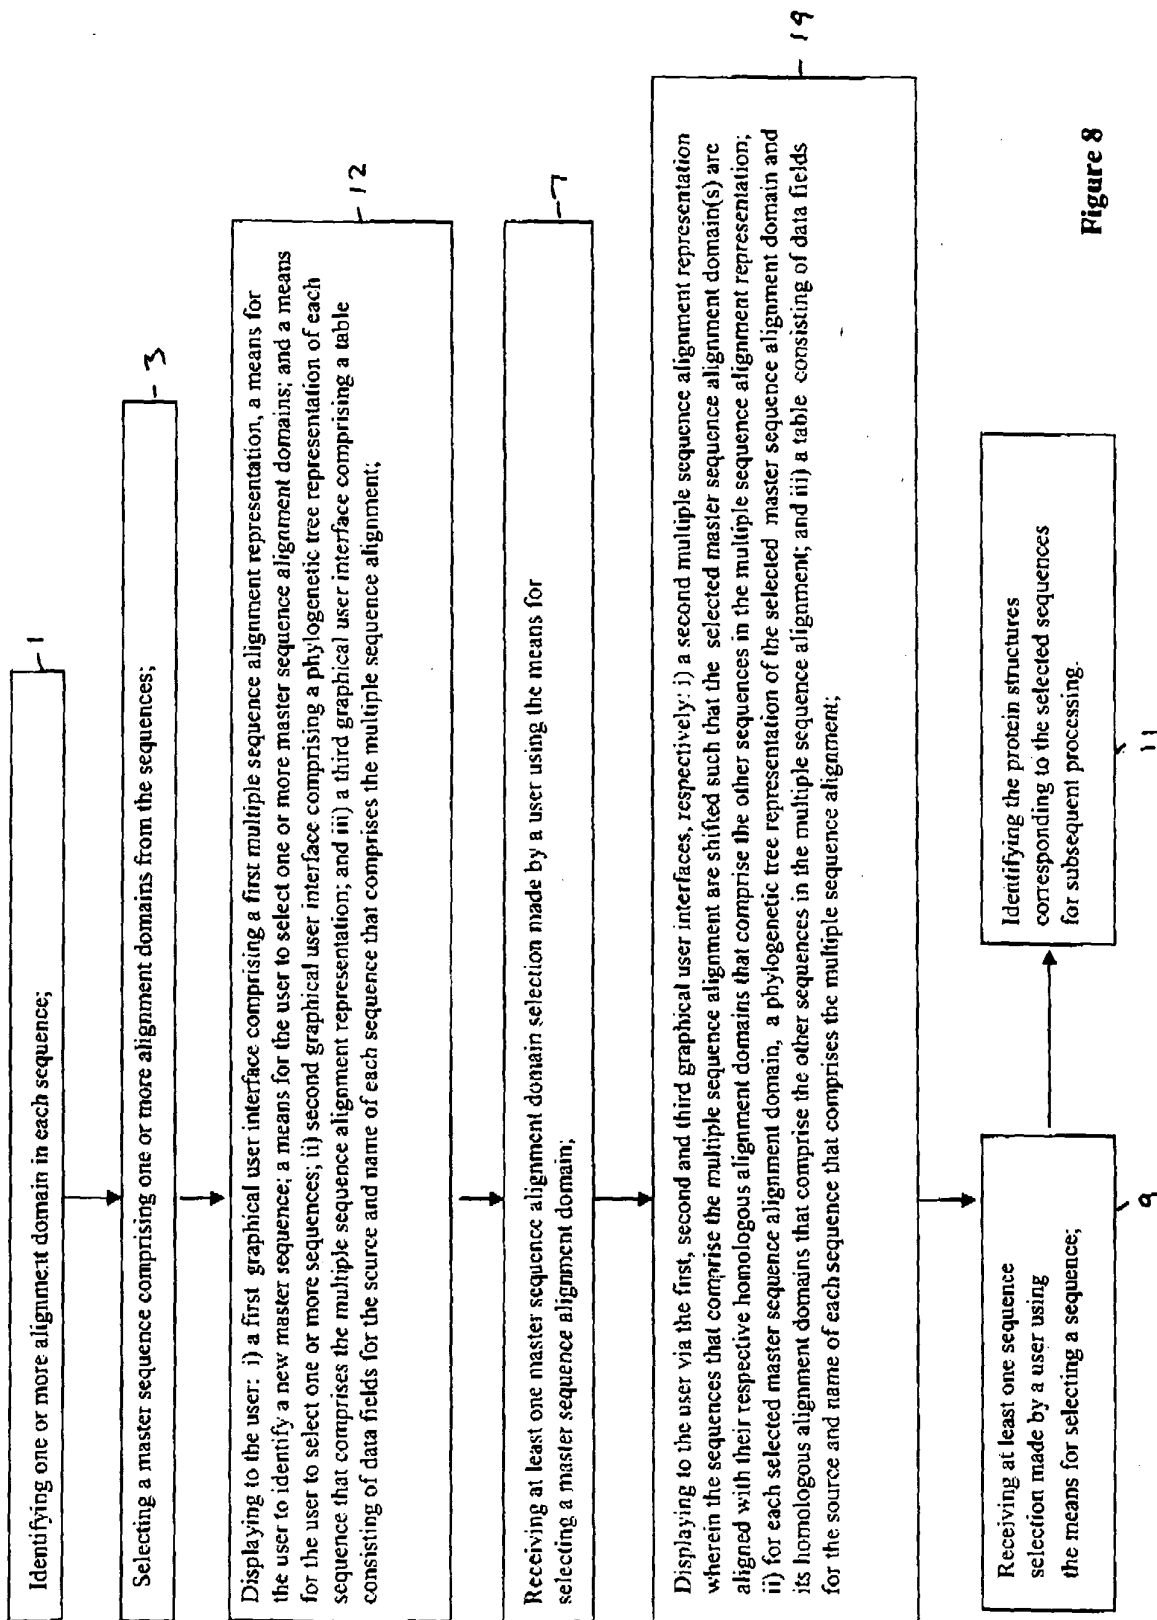 Identifying one or more alignment domain in each sequence;
1
Selecting a master sequence comprising one or more alignment domains from the sequences;
3
Displaying to the user: i) a first graphical user interface comprising a first multiple sequence alignment representation, a means for
the user to identify a new master sequence; a means for the user to select one or more master sequence alignment domains; and a means
for the user to select one or more sequences; ii) second graphical user interface comprising a phylogenetic tree representation of each
sequence that comprises the multiple sequence alignment representation; and iii) a third graphical user interface comprising a table
consisting of data fields for the source and name of each sequence that comprises the multiple sequence alignment;
12
Receiving at least one master sequence alignment domain selection made by a user using the means for
selecting a master sequence alignment domain;
7
Displaying to the user via the first, second and third graphical user interfaces, respectively: i) a second multiple sequence alignment representation
wherein the sequences that comprise the multiple sequence alignment are shifted such that the selected master sequence alignment domain(s) are
aligned with their respective homologous alignment domains that comprise the other sequences in the multiple sequence alignment representation;
ii) for each selected master sequence alignment domain, a phylogenetic tree representation of the selected master sequence alignment domain and
its homologous alignment domains that comprise the other sequences in the multiple sequence alignment; and iii) a table consisting of data fields
for the source and name of each sequence that comprises the multiple sequence alignment;
19
Receiving at least one sequence
selection made by a user using
the means for selecting a sequence;
9
Identifying the protein structures
corresponding to the selected sequences
for subsequent processing.
11
Figure 8